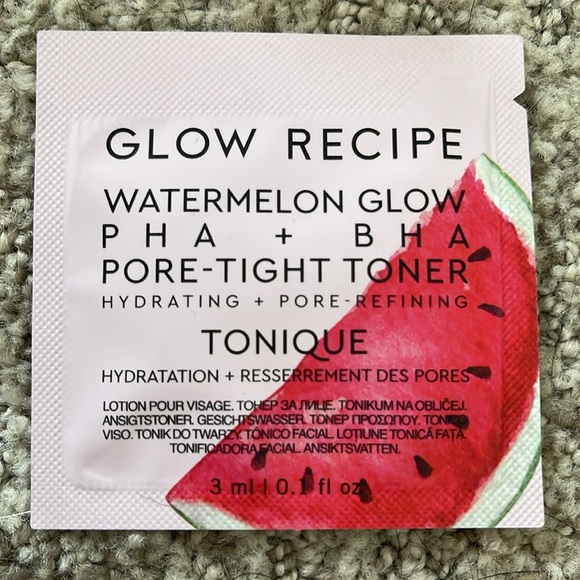 GLOW RECIPE
WATERMELON GLOW
PHA + BHA
PORE-TIGHT TONER
HYDRATING + PORE-REFINING
TONIQUE
HYDRATATION + RESSERREMENT DES PORES
LOTION POUR VISAGE. ТОНЕР ЗА ЛИЦЕ. TONIKUM NA OBLIČEJ.
ANSIGTSTONER. GESICHTSWASSER. ΤΟΝΕΡ ΠΡΟΣΩΠΟΥ. TONICO
VISO. TONIK DO TWARZY. TÓNICO FACIAL. LOȚIUNE TONICĂ FAȚĂ.
TONIFICADORA FACIAL. ANSIKTSVATTEN.
3 ml | 0.1 fl oz